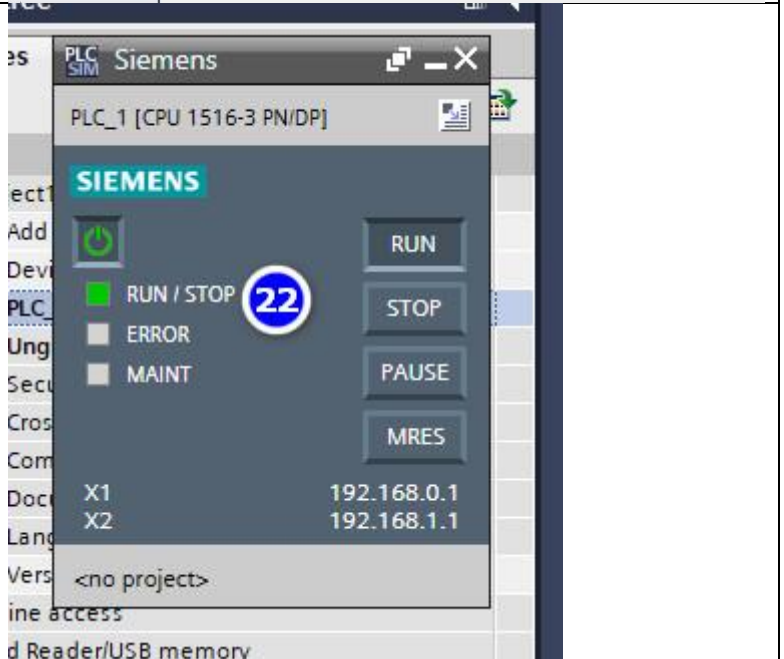 es
PLC SIM Siemens
PLC_1 [CPU 1516-3 PN/DP]
SIEMENS
ect1
Add
RUN
Devi
RUN / STOP
22
PLC_
STOP
ERROR
Ung
MAINT
PAUSE
Secu
Cros
MRES
Com
X1 192.168.0.1
Docu
X2 192.168.1.1
Lang
Vers
<no project>
ine access
d Reader/USB memory